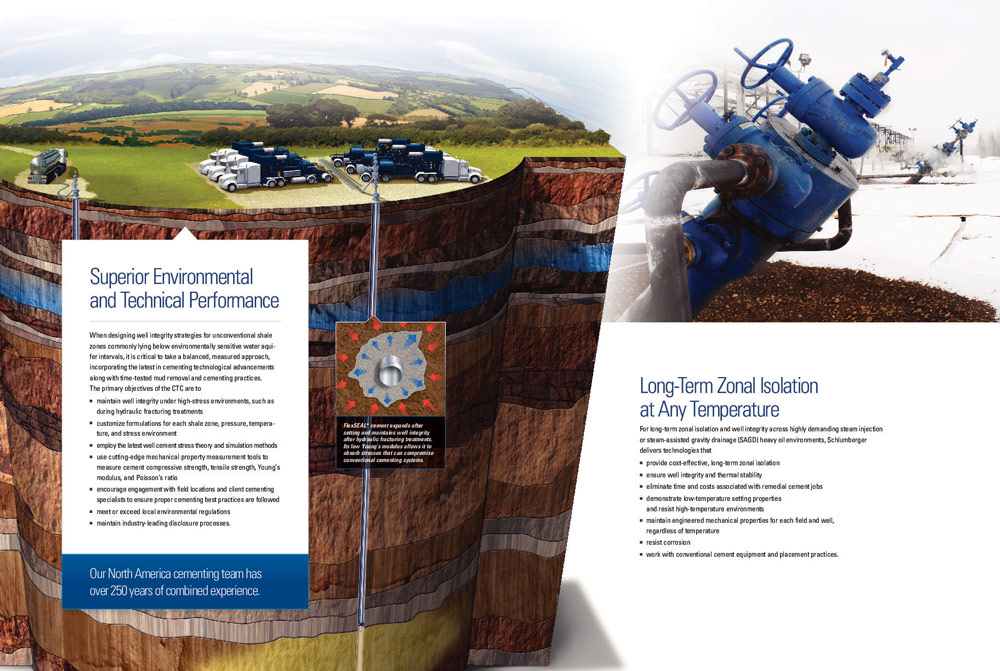 Superior Environmental
and Technical Performance
When designing well integrity strategies for unconventional shale
zones commonly lying below environmentally sensitive water aqui-
fer intervals, it is critical to take a balanced, measured approach,
incorporating the latest in cementing technological advancements
along with time-tested mud removal and cementing practices.
The primary objectives of the CTC are to
▪ maintain well integrity under high-stress environments, such as
during hydraulic fracturing treatments
▪ customize formulations for each shale zone, pressure, tempera-
ture, and stress environment
▪ employ the latest well cement stress theory and simulation methods
▪ use cutting-edge mechanical property measurement tools to
measure cement compressive strength, tensile strength, Young's
modulus, and Poisson's ratio
▪ encourage engagement with field locations and client cementing
specialists to ensure proper cementing best practices are followed
▪ meet or exceed local environmental regulations
▪ maintain industry-leading disclosure processes.
Our North America cementing team has
over 250 years of combined experience.
FlexSEAL* cement expands after
setting and maintains well integrity
after hydraulic fracturing treatments.
Its low Young's modulus allows it to
absorb stresses that can compromise
conventional cementing systems.
Long-Term Zonal Isolation
at Any Temperature
For long-term zonal isolation and well integrity across highly demanding steam injection
or steam-assisted gravity drainage (SAGD) heavy oil environments, Schlumberger
delivers technologies that
▪ provide cost-effective, long-term zonal isolation
▪ ensure well integrity and thermal stability
▪ eliminate time and costs associated with remedial cement jobs
▪ demonstrate low-temperature setting properties
and resist high-temperature environments
▪ maintain engineered mechanical properties for each field and well,
regardless of temperature
▪ resist corrosion
▪ work with conventional cement equipment and placement practices.